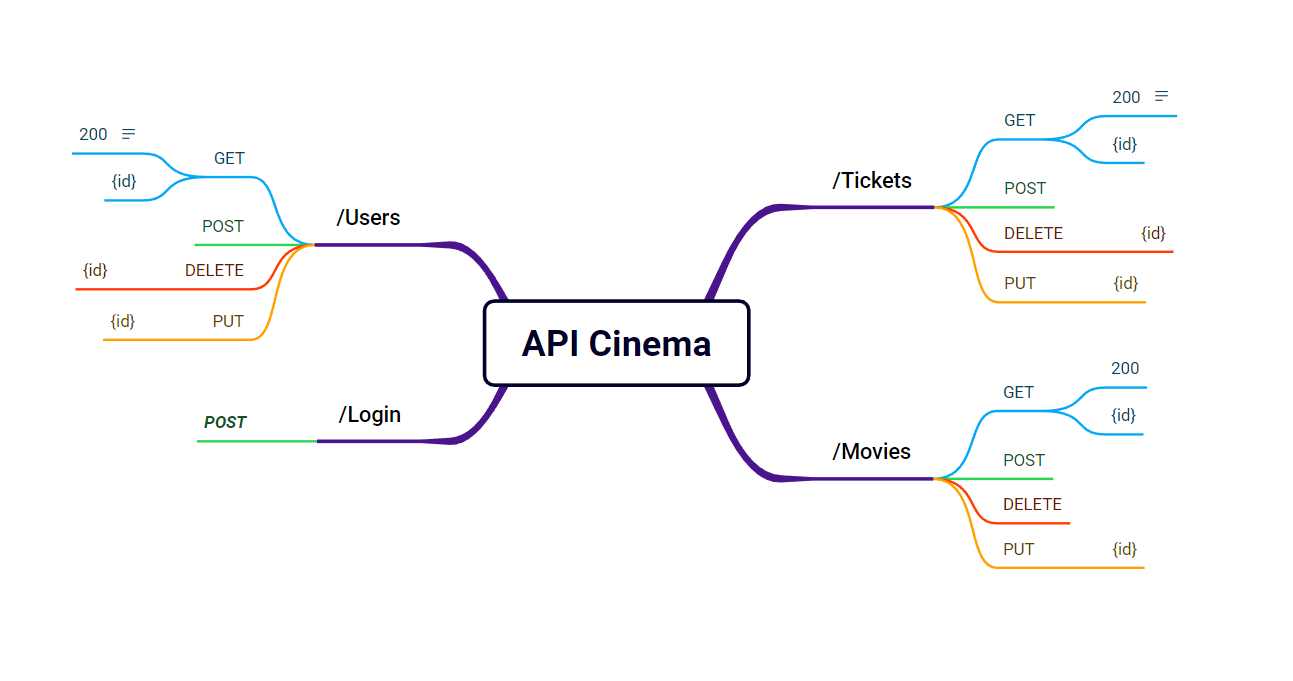 API Cinema
/Users
GET
200
{id}
POST
DELETE
{id}
PUT
{id}
/Login
POST
/Tickets
GET
200
{id}
POST
DELETE
{id}
PUT
{id}
/Movies
GET
200
{id}
POST
DELETE
PUT
{id}